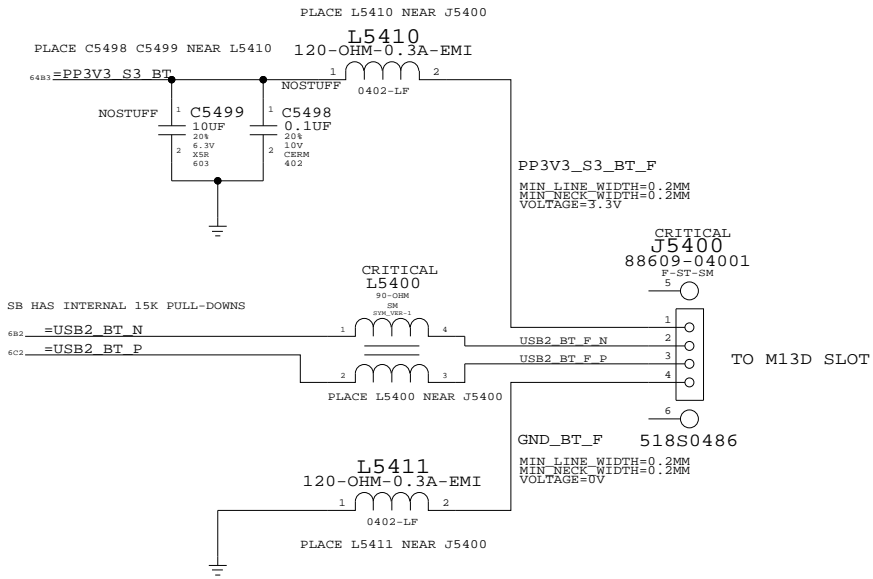 PLACE L5410 NEAR J5400
L5410
120-OHM-0.3A-EMI
PLACE C5498 C5499 NEAR L5410
1 2
64B3 =PP3V3_S3_BT
NOSTUFF
0402-LF
NOSTUFF
1 C5499
10UF
20%
6.3V
2 X5R
603
1 C5498
0.1UF
20%
10V
2 CERM
402
PP3V3_S3_BT_F
MIN_LINE_WIDTH=0.2MM
MIN_NECK_WIDTH=0.2MM
VOLTAGE=3.3V
CRITICAL
J5400
88609-04001
F-ST-SM
5
CRITICAL
L5400
90-OHM
SM
SYM_VER-1
SB HAS INTERNAL 15K PULL-DOWNS
6B2 =USB2_BT_N
1 4
6C2 =USB2_BT_P
2 3
USB2_BT_F_N
USB2_BT_F_P
1
2
3
4
TO M13D SLOT
PLACE L5400 NEAR J5400
6
518S0486
GND_BT_F
MIN_LINE_WIDTH=0.2MM
MIN_NECK_WIDTH=0.2MM
VOLTAGE=0V
L5411
120-OHM-0.3A-EMI
1 2
0402-LF
PLACE L5411 NEAR J5400